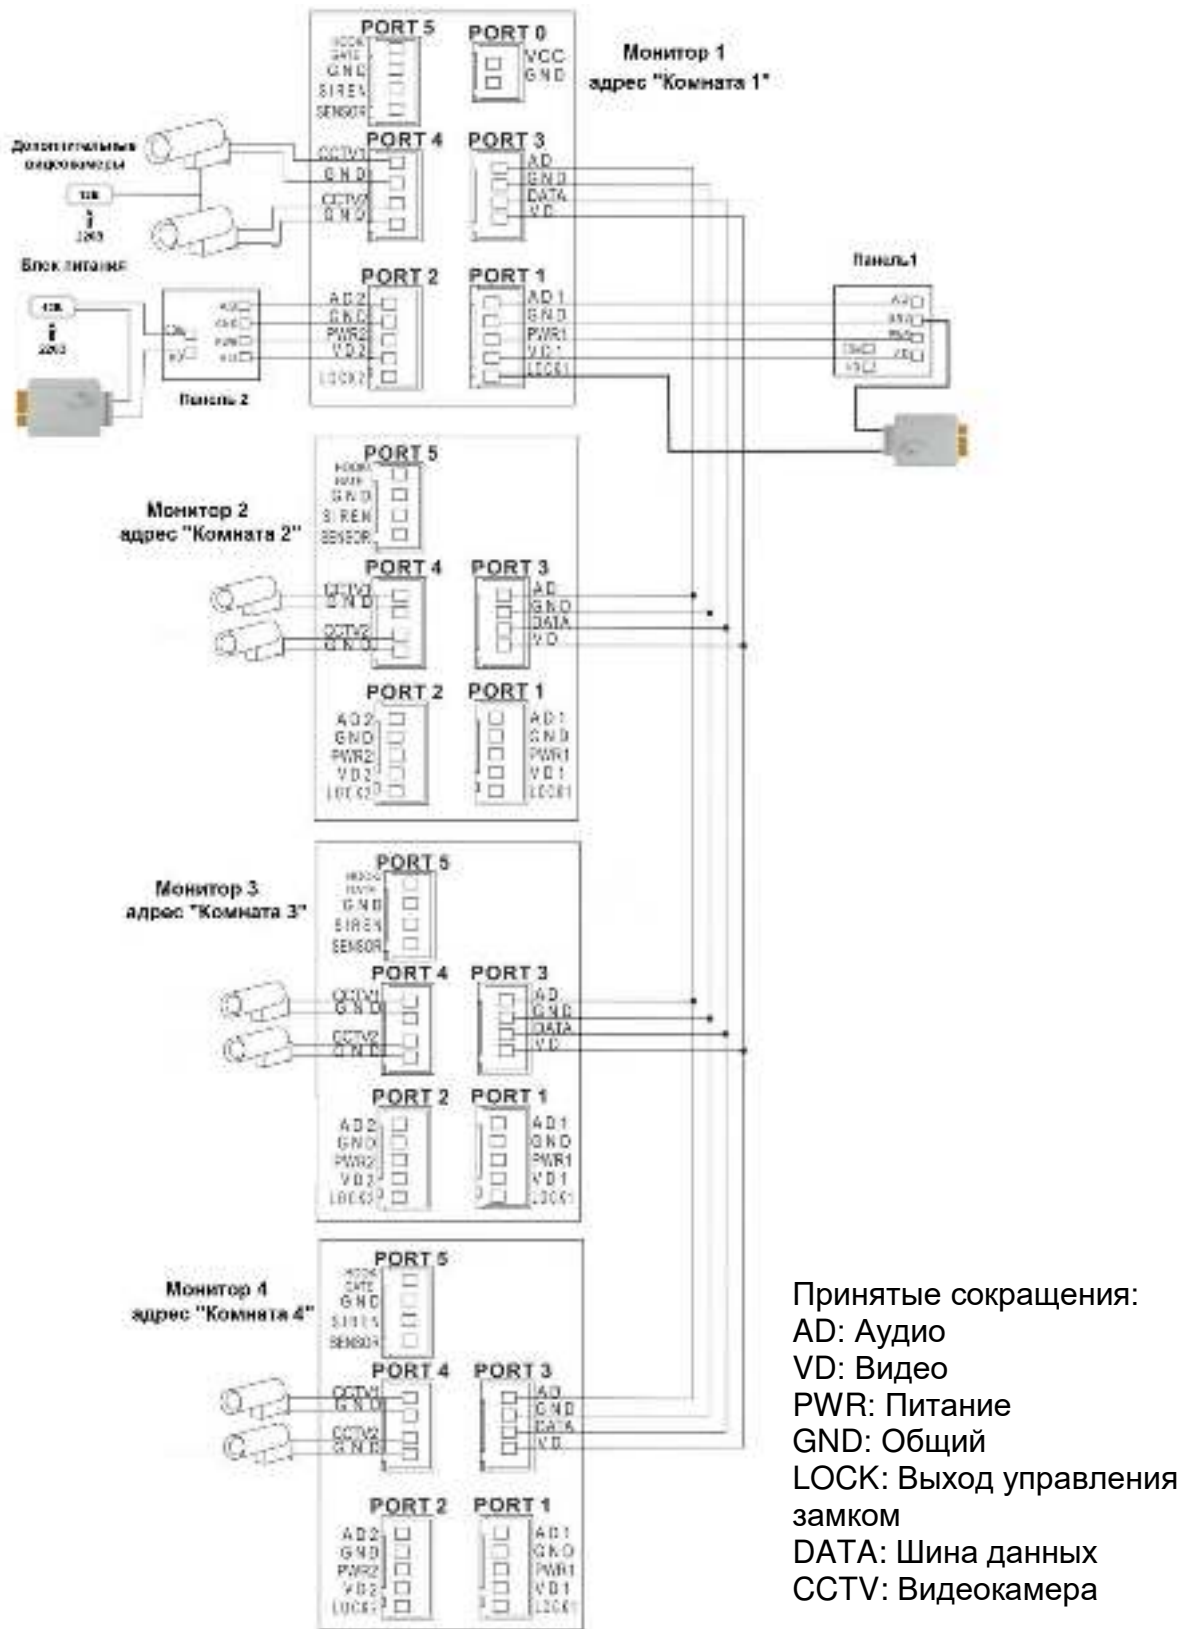 PORT 5
PORT 0
VCC
GND
GND
SIREN
SENSOR
Монитор 1
адрес "Комната 1"
Дополнительные
видеокамеры
PORT 4
CCTV1
GND
CCTV2
GND
PORT 3
AD
GND
DATA
VD
Блок питания
PORT 2
AD2
GND
PWR2
VD2
LOCK2
PORT 1
AD1
GND
PWR1
VD1
LOCK1
Панель1
Панель 2
Монитор 2
адрес "Комната 2"
PORT 5
GND
SIREN
SENSOR
PORT 4
CCTV1
GND
CCTV2
GND
PORT 3
AD
GND
DATA
VD
PORT 2
AD2
GND
PWR2
VD2
LOCK2
PORT 1
AD1
GND
PWR1
VD1
LOCK1
Монитор 3
адрес "Комната 3"
PORT 5
GND
SIREN
SENSOR
PORT 4
CCTV1
GND
CCTV2
GND
PORT 3
AD
GND
DATA
VD
PORT 2
AD2
GND
PWR2
VD2
LOCK2
PORT 1
AD1
GND
PWR1
VD1
LOCK1
Монитор 4
адрес "Комната 4"
PORT 5
GND
SIREN
SENSOR
PORT 4
CCTV1
GND
CCTV2
GND
PORT 3
AD
GND
DATA
VD
PORT 2
AD2
GND
PWR2
VD2
LOCK2
PORT 1
AD1
GND
PWR1
VD1
LOCK1
Принятые сокращения:
AD: Аудио
VD: Видео
PWR: Питание
GND: Общий
LOCK: Выход управления
замком
DATA: Шина данных
CCTV: Видеокамера